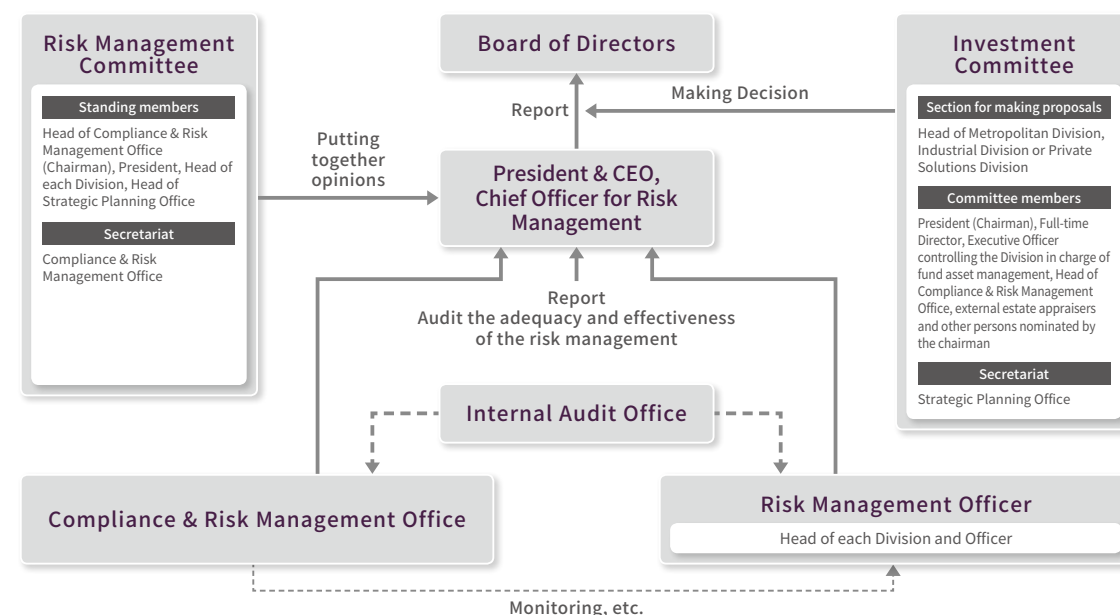 Risk Management
Committee
Standing members
Head of Compliance & Risk
Management Office
(Chairman), President, Head of
each Division, Head of
Strategic Planning Office
Secretariat
Compliance & Risk
Management Office
Board of Directors
Report
Making Decision
Putting
together
opinions
President & CEO,
Chief Officer for Risk
Management
Investment
Committee
Section for making proposals
Head of Metropolitan Division,
Industrial Division or Private
Solutions Division
Committee members
President (Chairman), Full-time
Director, Executive Officer
controlling the Division in charge of
fund asset management, Head of
Compliance & Risk Management
Office, external estate appraisers
and other persons nominated by
the chairman
Secretariat
Strategic Planning Office
Report
Audit the adequacy and effectiveness
of the risk management
Internal Audit Office
Compliance & Risk Management Office
Risk Management Officer
Head of each Division and Officer
Monitoring, etc.